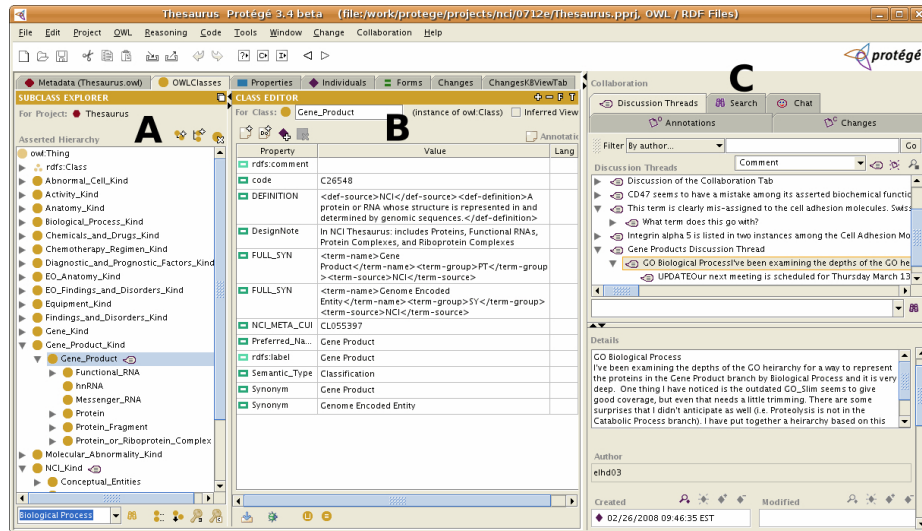 Thesaurus Protégé 3.4 beta (file:/work/protege/projects/nci/0712e/Thesaurus.pprj, OWL / RDF Files)
File Edit Project OWL Reasoning Code Tools Window Change Collaboration Help
protégé
Metadata (Thesaurus.owl) OWLClasses Properties Individuals Forms Changes ChangesKBViewTab
SUBCLASS EXPLORER
For Project: Thesaurus
A
Asserted Hierarchy
owl:Thing
rdfs:Class
Abnormal_Cell_Kind
Activity_Kind
Anatomy_Kind
Biological_Process_Kind
Chemicals_and_Drugs_Kind
Chemotherapy_Regimen_Kind
Diagnostic_and_Prognostic_Factors_Kind
EO_Anatomy_Kind
EO_Findings_and_Disorders_Kind
Equipment_Kind
Findings_and_Disorders_Kind
Gene_Kind
Gene_Product_Kind
Gene_Product
Functional_RNA
hnRNA
Messenger_RNA
Protein
Protein_Fragment
Protein_or_Riboprotein_Complex
Molecular_Abnormality_Kind
NCI_Kind
Conceptual_Entities
Biological Process
CLASS EDITOR
For Class: Gene_Product (instance of owl:Class) Inferred View
B
Annotatio
Property Value Lang
rdfs:comment
code C26548
DEFINITION <def-source>NCI</def-source><def-definition>A
protein or RNA whose structure is represented in and
determined by genomic sequences.</def-definition>
DesignNote In NCI Thesaurus: includes Proteins, Functional RNAs,
Protein Complexes, and Riboprotein Complexes
FULL_SYN <term-name>Gene
Product</term-name><term-group>PT</term-group
><term-source>NCI</term-source>
FULL_SYN <term-name>Genome Encoded
Entity</term-name><term-group>SY</term-group
><term-source>NCI</term-source>
NCI_META_CUI CL055397
Preferred_Na... Gene Product
rdfs:label Gene Product
Semantic_Type Classification
Synonym Gene Product
Synonym Genome Encoded Entity
Collaboration
C
Discussion Threads Search Chat
Annotations Changes
Filter By author... Go
Discussion Threads Comment
Discussion of the Collaboration Tab
CD47 seems to have a mistake among its asserted biochemical functio
This term is clearly mis-assigned to the cell adhesion molecules. Swiss
What term does this go with?
Integrin alpha 5 is listed in two instances among the Cell Adhesion Mo
Gene Products Discussion Thread
GO Biological ProcessI've been examining the depths of the GO he
UPDATEOur next meeting is scheduled for Thursday March 13
Details
GO Biological Process
I've been examining the depths of the GO heirarchy for a way to represent
the proteins in the Gene Product branch by Biological Process and it is very
deep. One thing I have noticed is the outdated GO_Slim seems to give
good coverage, but even that needs a little trimming. There are some
surprises that I didn't anticipate as well (i.e. Proteolysis is not in the
Catabolic Process branch). I have put together a heirarchy based on this
Author
elhd03
Created Modified
02/26/2008 09:46:35 EST